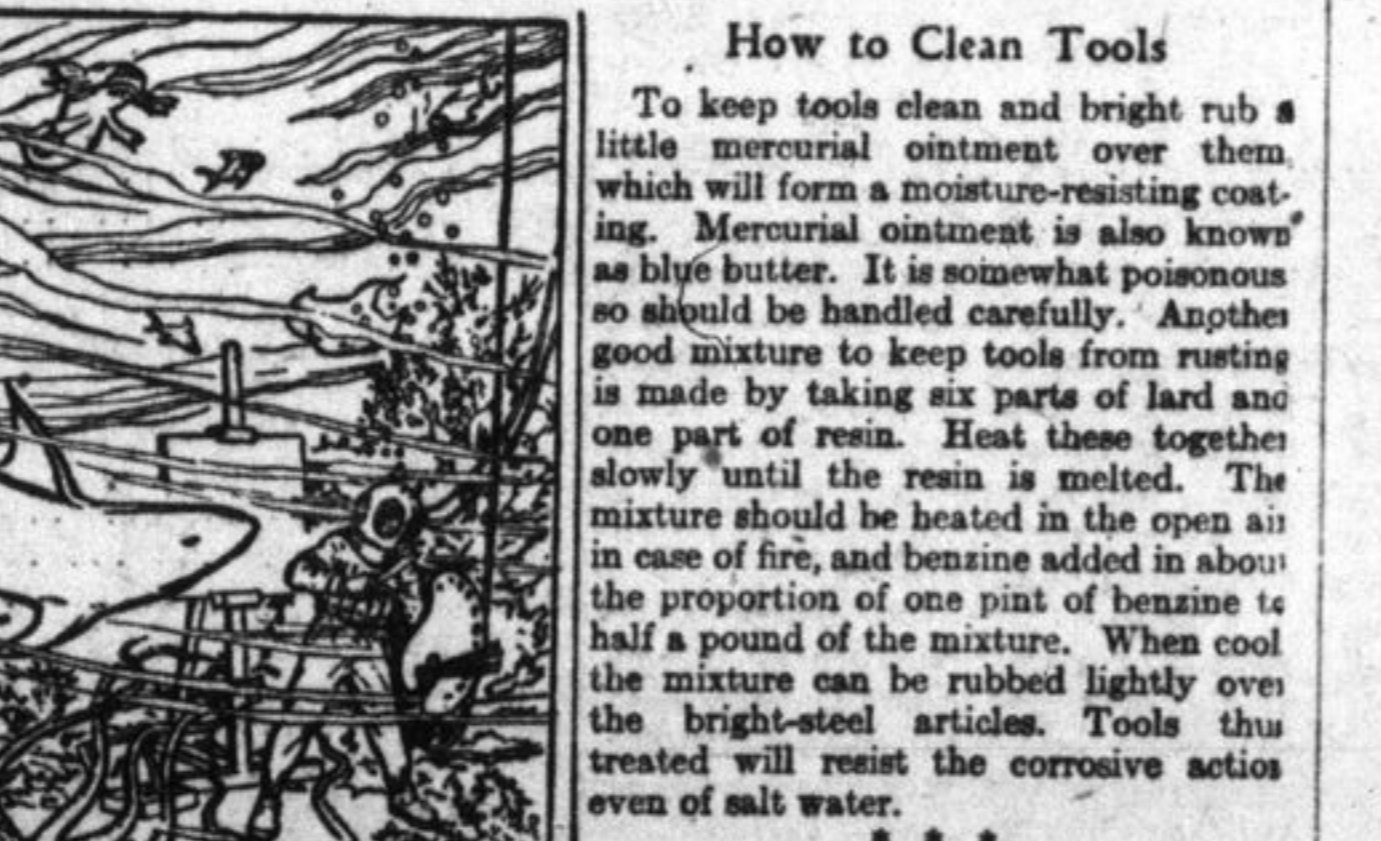 How to Clean Tools
To keep tools clean and bright rub a
little mercurial ointment over them,
which will form a moisture-resisting coat-
ing. Mercurial ointment is also known
as blue butter. It is somewhat poisonous
so should be handled carefully. Another
good mixture to keep tools from rusting
is made by taking six parts of lard and
one part of resin. Heat these together
slowly until the resin is melted. The
mixture should be heated in the open air
in case of fire, and benzine added in about
the proportion of one pint of benzine to
half a pound of the mixture. When cool
the mixture can be rubbed lightly over
the bright-steel articles. Tools thus
treated will resist the corrosive action
even of salt water.
* * *